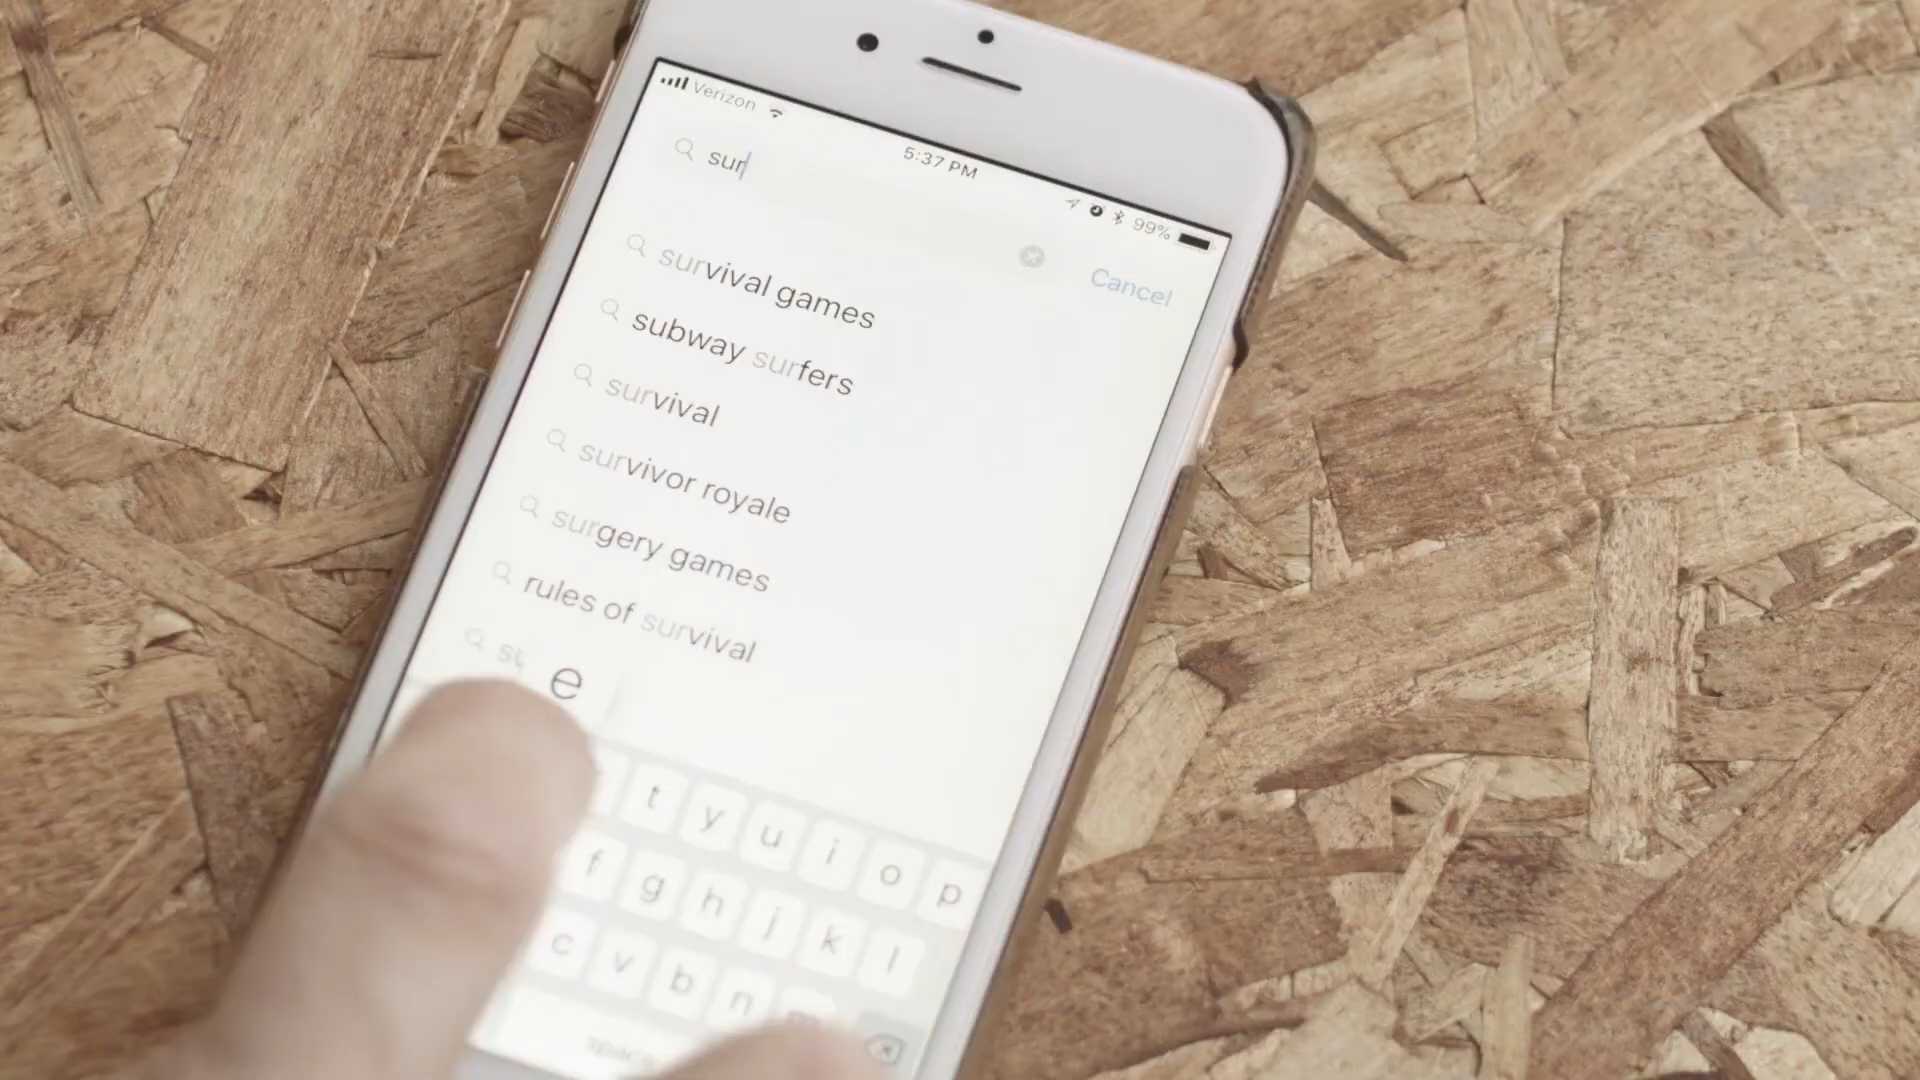 Verizon
5:37 PM
99%
sur
Cancel
survival games
subway surfers
survival
survivor royale
surgery games
rules of survival
e
t y u i o p
f g h j k l
c v b n
space